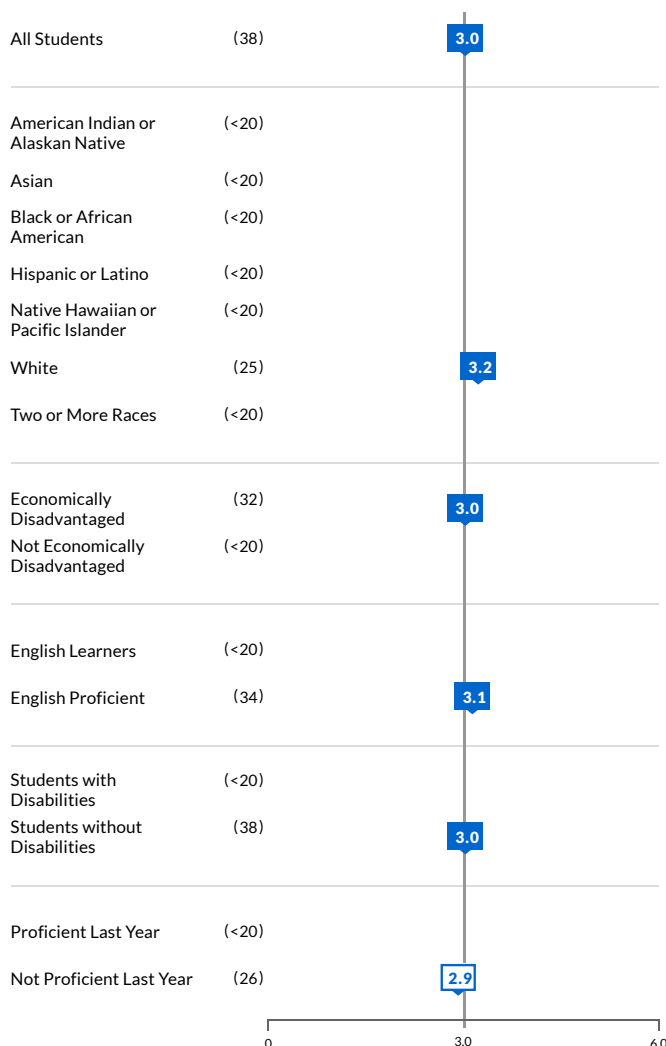 All Students (38) 3.0
American Indian or (<20)
Alaskan Native
Asian (<20)
Black or African (<20)
American
Hispanic or Latino (<20)
Native Hawaiian or (<20)
Pacific Islander
White (25) 3.2
Two or More Races (<20)
Economically (32) 3.0
Disadvantaged
Not Economically (<20)
Disadvantaged
English Learners (<20)
English Proficient (34) 3.1
Students with (<20)
Disabilities
Students without (38) 3.0
Disabilities
Proficient Last Year (<20)
Not Proficient Last Year (26) 2.9
0 3.0 6.0